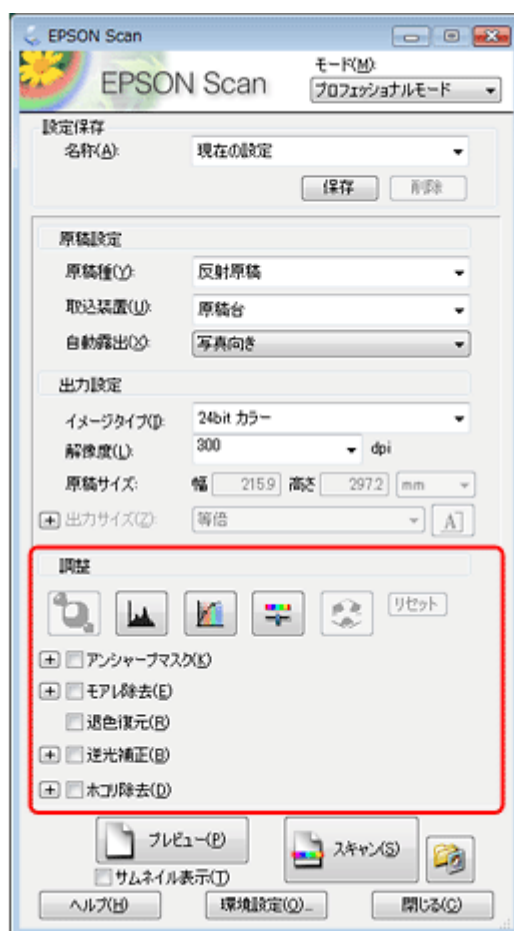 EPSON Scan
EPSON Scan
モード(M):
プロフェッショナルモード
設定保存
名称(A):
現在の設定
保存 削除
原稿設定
原稿種(Y):
反射原稿
取込装置(U):
原稿台
自動露出(X):
写真向き
出力設定
イメージタイプ(I):
24bit カラー
解像度(L):
300 dpi
原稿サイズ: 幅 215.9 高さ 297.2 mm
出力サイズ(Z): 等倍
調整
リセット
アンシャープマスク(K)
モアレ除去(E)
退色復元(R)
逆光補正(B)
ホコリ除去(D)
プレビュー(P)
スキャン(S)
サムネイル表示(T)
ヘルプ(H) 環境設定(O)... 閉じる(C)